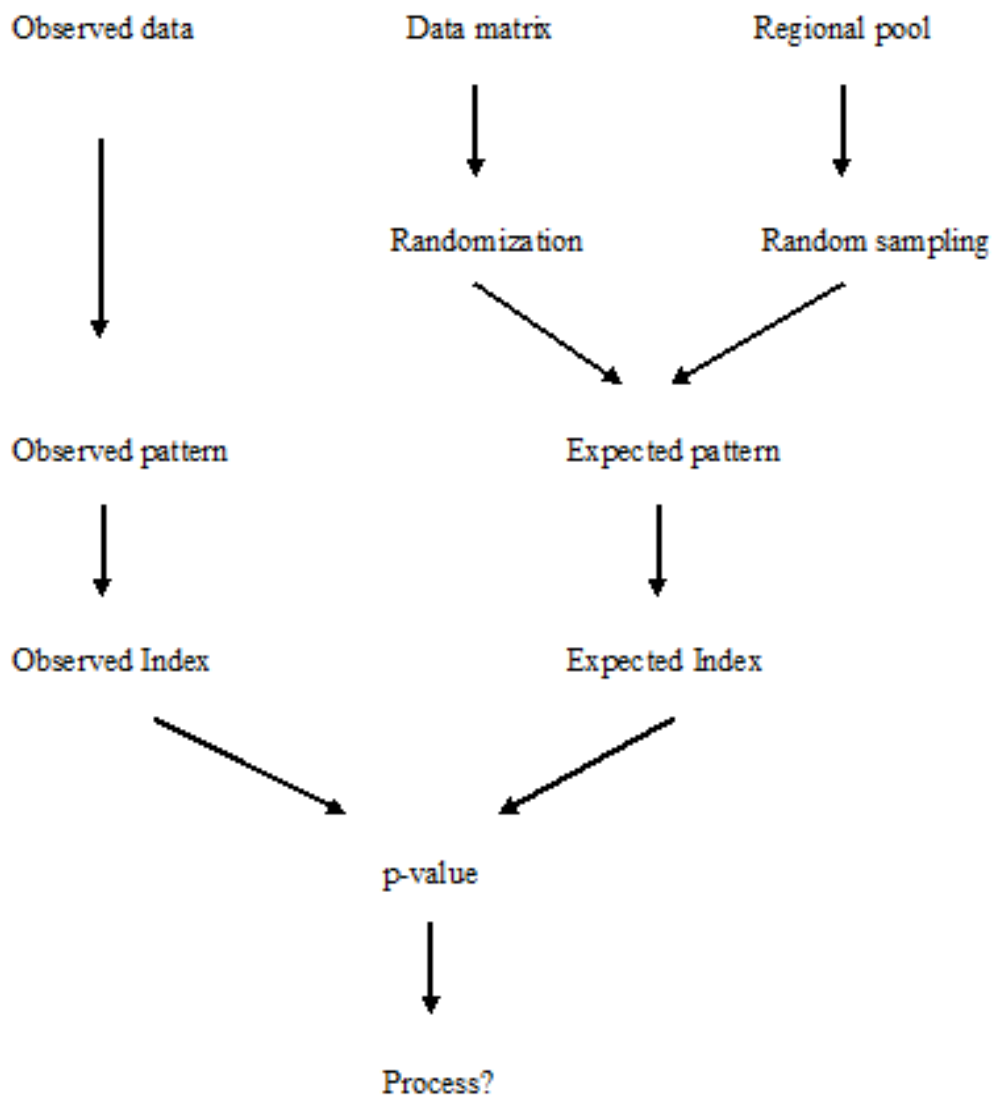 Observed data
Data matrix
Regional pool
Randomization
Random sampling
Observed pattern
Expected pattern
Observed Index
Expected Index
p-value
Process?